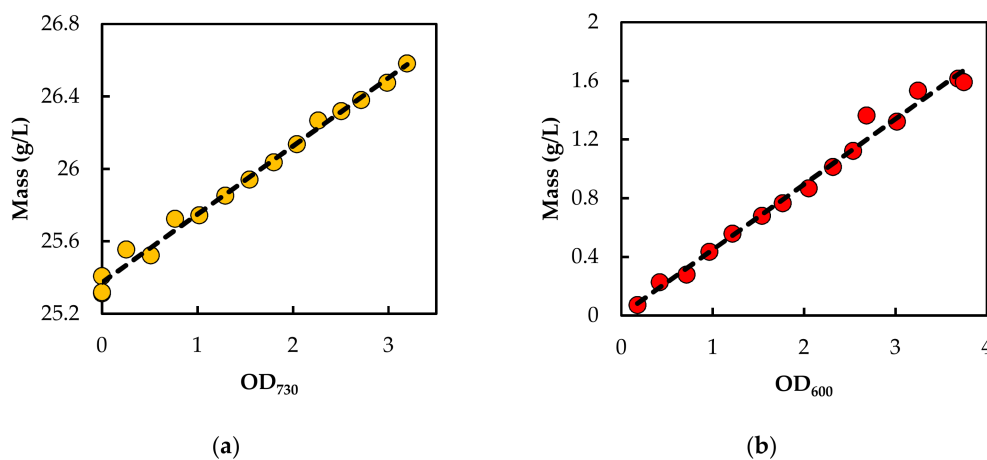 26.8
26.4
26
25.6
25.2
Mass (g/L)
0 1 2 3
OD₇₃₀
(a)
2
1.6
1.2
0.8
0.4
0
Mass (g/L)
0 1 2 3 4
OD₆₀₀
(b)